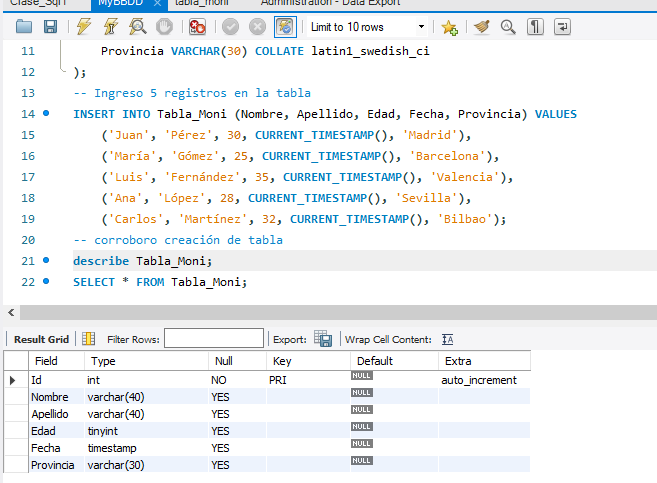 Clase_Sql1 MyBBDD tabla_moni Administration - Data Export
Limit to 10 rows
11 Provincia VARCHAR(30) COLLATE latin1_swedish_ci
12 );
13 -- Ingreso 5 registros en la tabla
14 INSERT INTO Tabla_Moni (Nombre, Apellido, Edad, Fecha, Provincia) VALUES
15 ('Juan', 'Pérez', 30, CURRENT_TIMESTAMP(), 'Madrid'),
16 ('María', 'Gómez', 25, CURRENT_TIMESTAMP(), 'Barcelona'),
17 ('Luis', 'Fernández', 35, CURRENT_TIMESTAMP(), 'Valencia'),
18 ('Ana', 'López', 28, CURRENT_TIMESTAMP(), 'Sevilla'),
19 ('Carlos', 'Martínez', 32, CURRENT_TIMESTAMP(), 'Bilbao');
20 -- corroboro creación de tabla
21 describe Tabla_Moni;
22 SELECT * FROM Tabla_Moni;
Result Grid Filter Rows: Export: Wrap Cell Content:
Field Type Null Key Default Extra
Id int NO PRI NULL auto_increment
Nombre varchar(40) YES NULL
Apellido varchar(40) YES NULL
Edad tinyint YES NULL
Fecha timestamp YES NULL
Provincia varchar(30) YES NULL